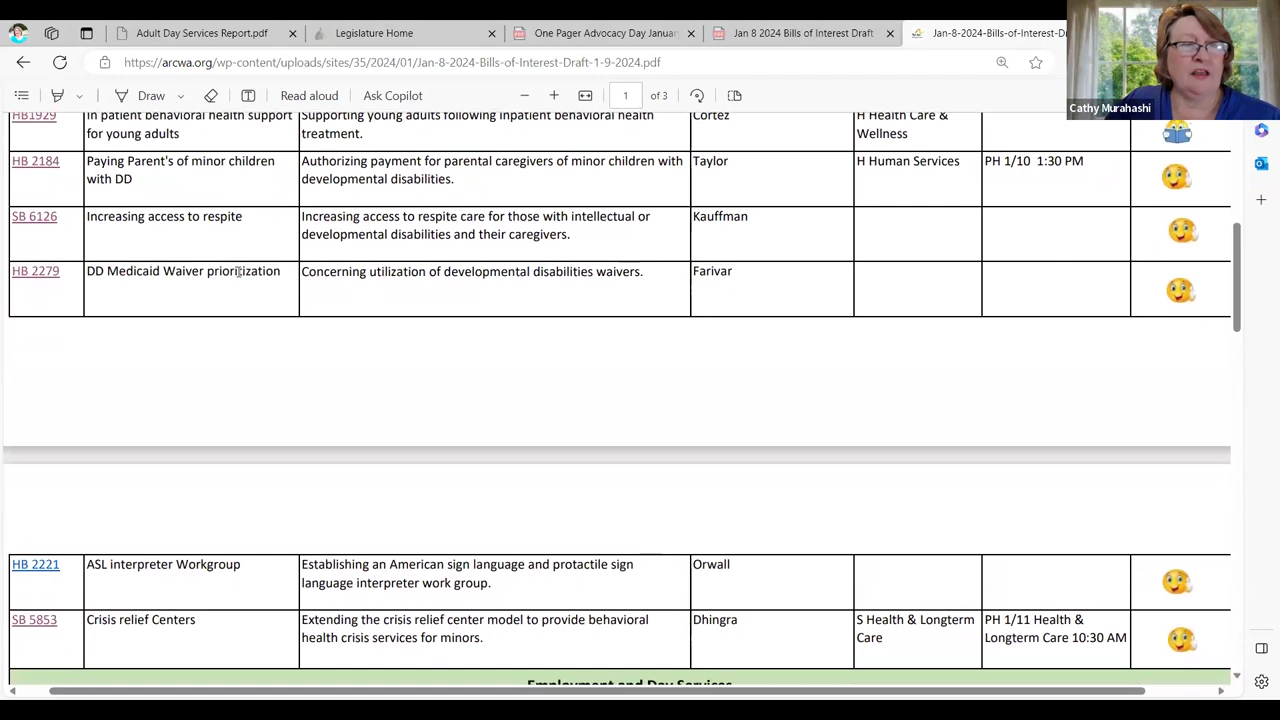 Adult Day Services Report.pdf
Legislature Home
One Pager Advocacy Day Januar
Jan 8 2024 Bills of Interest Draft
Jan-8-2024-Bills-of-Interest-D
https://arcwa.org/wp-content/uploads/sites/35/2024/01/Jan-8-2024-Bills-of-Interest-Draft-1-9-2024.pdf
Draw
Read aloud
Ask Copilot
1
of 3
Cathy Murahashi
HB1929
In patient behavioral health support
for young adults
Supporting young adults following inpatient behavioral health
treatment.
Cortez
H Health Care &
Wellness
HB 2184
Paying Parent's of minor children
with DD
Authorizing payment for parental caregivers of minor children with
developmental disabilities.
Taylor
H Human Services
PH 1/10 1:30 PM
SB 6126
Increasing access to respite
Increasing access to respite care for those with intellectual or
developmental disabilities and their caregivers.
Kauffman
HB 2279
DD Medicaid Waiver prioritization
Concerning utilization of developmental disabilities waivers.
Farivar
HB 2221
ASL interpreter Workgroup
Establishing an American sign language and protactile sign
language interpreter work group.
Orwall
SB 5853
Crisis relief Centers
Extending the crisis relief center model to provide behavioral
health crisis services for minors.
Dhingra
S Health & Longterm
Care
PH 1/11 Health &
Longterm Care 10:30 AM
Employment and Day Services